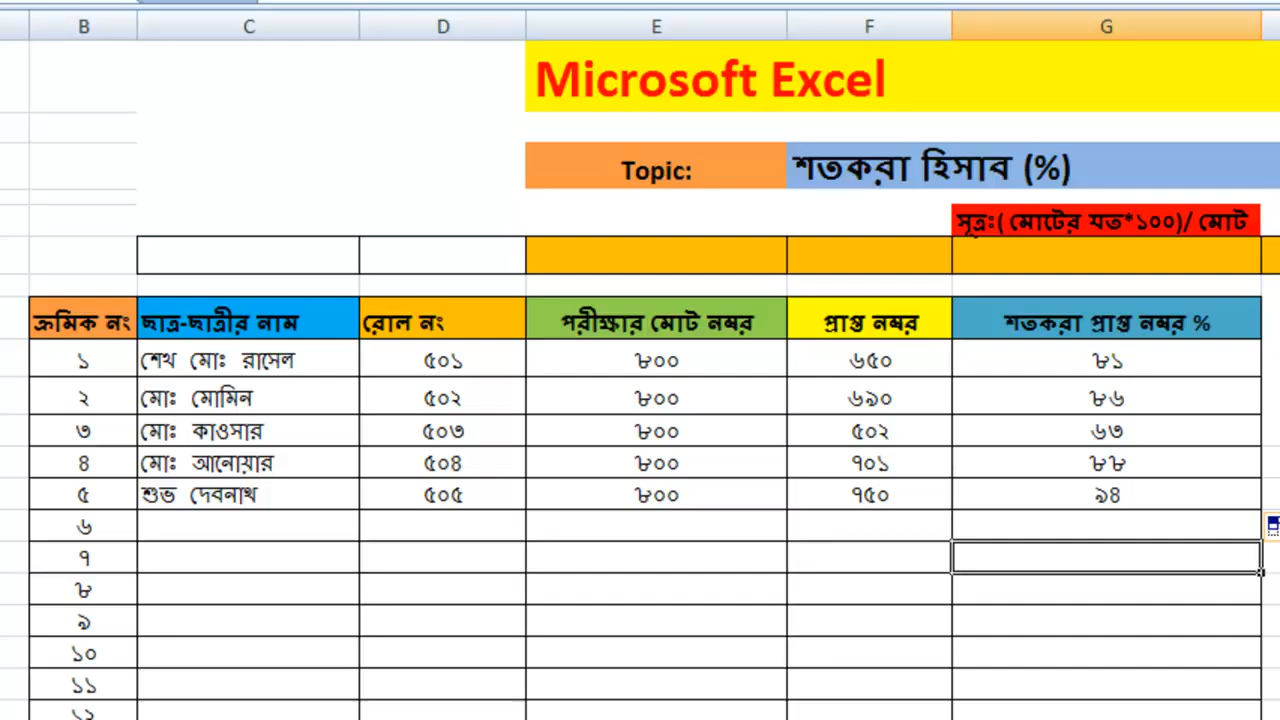 B C D E F G
Microsoft Excel
Topic: শতকরা হিসাব (%)
সূত্রঃ( মোটের যত*১০০)/ মোট
ক্রমিক নং ছাত্র-ছাত্রীর নাম রোল নং পরীক্ষার মোট নম্বর প্রাপ্ত নম্বর শতকরা প্রাপ্ত নম্বর %
১ শেখ মোঃ রাসেল ৫০১ ৮০০ ৬৫০ ৮১
২ মোঃ মোমিন ৫০২ ৮০০ ৬৯০ ৮৬
৩ মোঃ কাওসার ৫০৩ ৮০০ ৫০২ ৬৩
৪ মোঃ আনোয়ার ৫০৪ ৮০০ ৭০১ ৮৮
৫ শুভ দেবনাথ ৫০৫ ৮০০ ৭৫০ ৯৪
৬
৭
৮
৯
১০
১১
১২